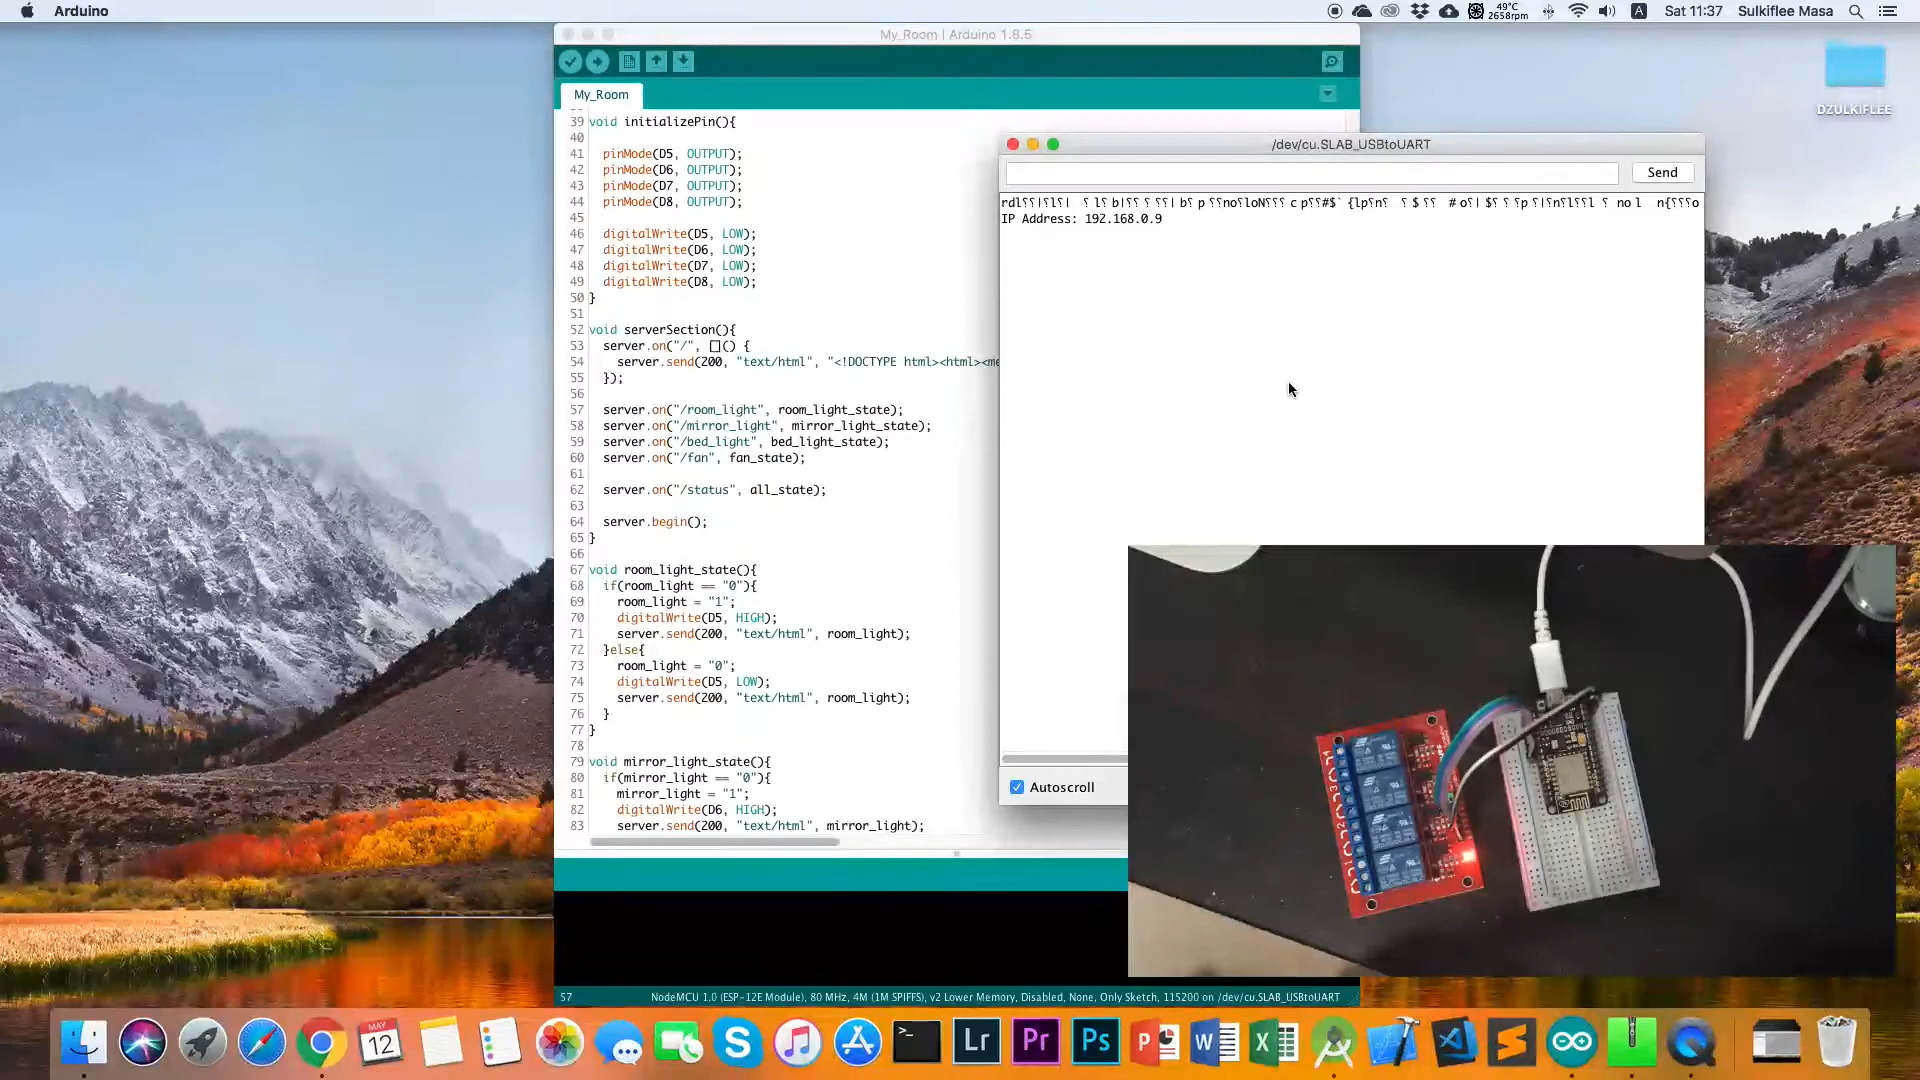 Arduino
49°C
2658rpm
Sat 11:37 Sulkiflee Masa
DZULKIFLEE
My_Room | Arduino 1.8.5
My_Room
39 void initializePin(){
40
41 pinMode(D5, OUTPUT);
42 pinMode(D6, OUTPUT);
43 pinMode(D7, OUTPUT);
44 pinMode(D8, OUTPUT);
45
46 digitalWrite(D5, LOW);
47 digitalWrite(D6, LOW);
48 digitalWrite(D7, LOW);
49 digitalWrite(D8, LOW);
50 }
51
52 void serverSection(){
53 server.on("/", []() {
54 server.send(200, "text/html", "<!DOCTYPE html><html><me
55 });
56
57 server.on("/room_light", room_light_state);
58 server.on("/mirror_light", mirror_light_state);
59 server.on("/bed_light", bed_light_state);
60 server.on("/fan", fan_state);
61
62 server.on("/status", all_state);
63
64 server.begin();
65 }
66
67 void room_light_state(){
68 if(room_light == "0"){
69 room_light = "1";
70 digitalWrite(D5, HIGH);
71 server.send(200, "text/html", room_light);
72 }else{
73 room_light = "0";
74 digitalWrite(D5, LOW);
75 server.send(200, "text/html", room_light);
76 }
77 }
78
79 void mirror_light_state(){
80 if(mirror_light == "0"){
81 mirror_light = "1";
82 digitalWrite(D6, HIGH);
83 server.send(200, "text/html", mirror_light);
/dev/cu.SLAB_USBtoUART
Send
IP Address: 192.168.0.9
Autoscroll
57 NodeMCU 1.0 (ESP-12E Module), 80 MHz, 4M (1M SPIFFS), v2 Lower Memory, Disabled, None, Only Sketch, 115200 on /dev/cu.SLAB_USBtoUART
MAY
12
Lr
Pr
Ps